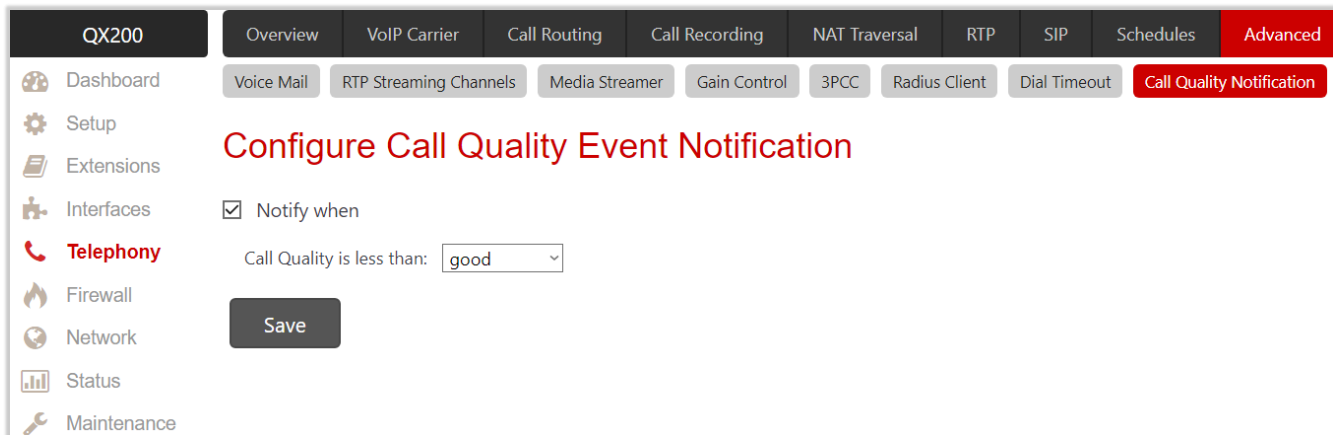 QX200
Overview VoIP Carrier Call Routing Call Recording NAT Traversal RTP SIP Schedules Advanced
Voice Mail RTP Streaming Channels Media Streamer Gain Control 3PCC Radius Client Dial Timeout Call Quality Notification
Dashboard
Setup
Extensions
Interfaces
Telephony
Firewall
Network
Status
Maintenance
Configure Call Quality Event Notification
Notify when
Call Quality is less than: good
Save